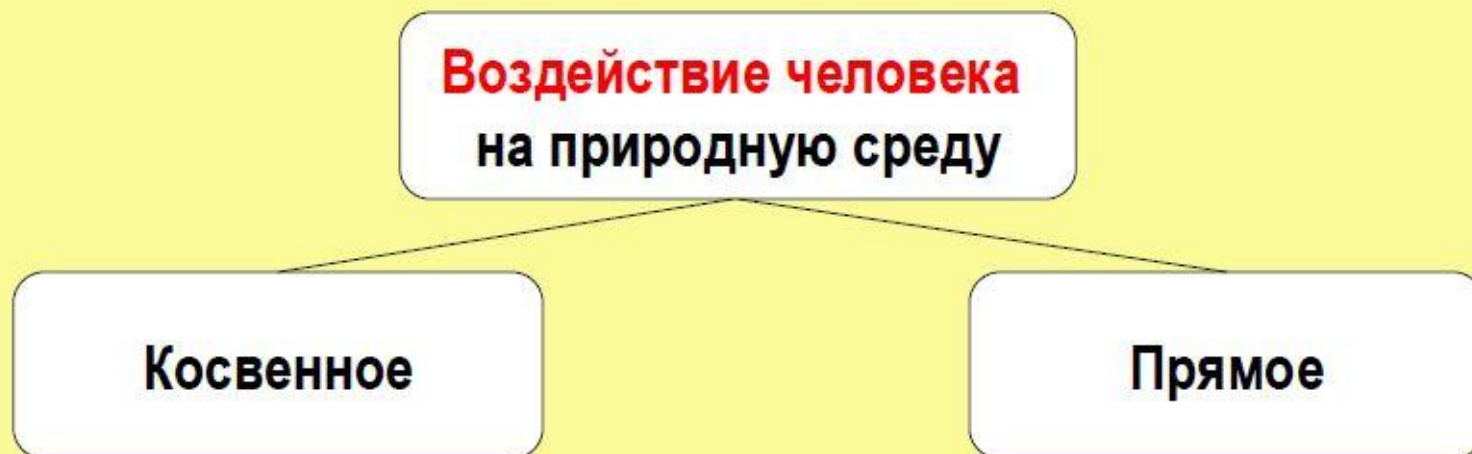 Воздействие человека
на природную среду
Косвенное
Прямое